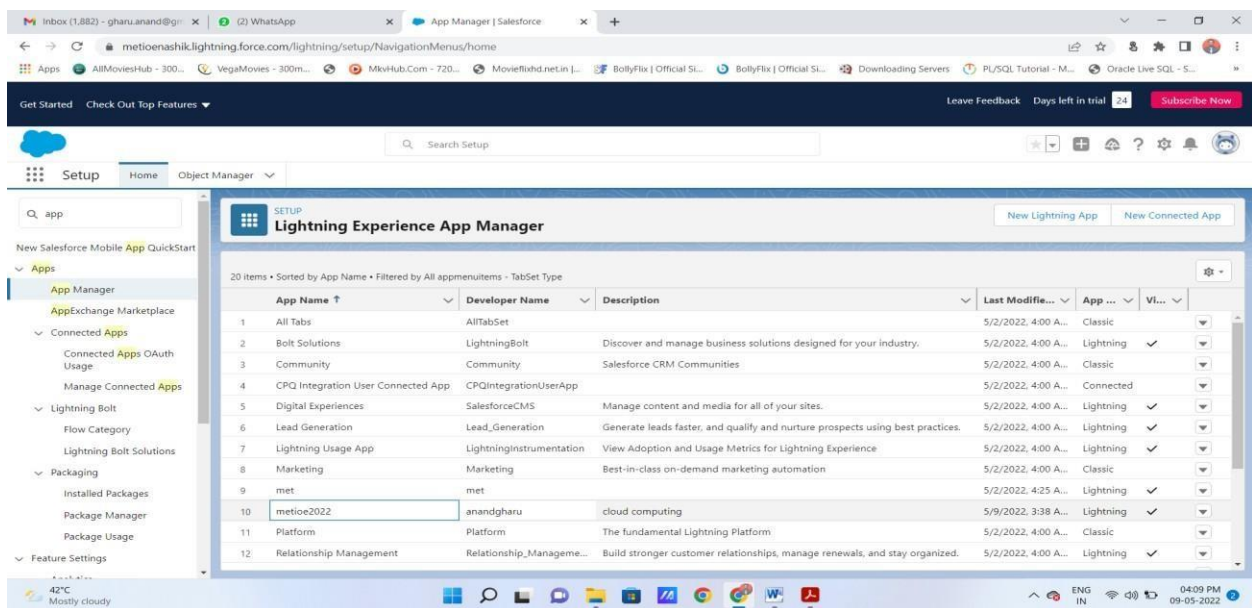 Inbox (1,882) - gharu.anand@gm
(2) WhatsApp
App Manager | Salesforce
metioenashik.lightning.force.com/lightning/setup/NavigationMenus/home
Apps
AllMoviesHub - 300...
VegaMovies - 300m...
MkvHub.Com - 720...
Movieflixhd.net.in |...
BollyFlix | Official Si...
BollyFlix | Official Si...
Downloading Servers
PL/SQL Tutorial - M...
Oracle Live SQL - S...
Get Started Check Out Top Features
Leave Feedback Days left in trial 24 Subscribe Now
Search Setup
Setup Home Object Manager
app
New Salesforce Mobile App QuickStart
Apps
App Manager
AppExchange Marketplace
Connected Apps
Connected Apps OAuth
Usage
Manage Connected Apps
Lightning Bolt
Flow Category
Lightning Bolt Solutions
Packaging
Installed Packages
Package Manager
Package Usage
Feature Settings
SETUP
Lightning Experience App Manager
New Lightning App New Connected App
20 items • Sorted by App Name • Filtered by All appmenuitems - TabSet Type
App Name Developer Name Description Last Modifie... App ... Vi...
1 All Tabs AllTabSet 5/2/2022, 4:00 A... Classic
2 Bolt Solutions LightningBolt Discover and manage business solutions designed for your industry. 5/2/2022, 4:00 A... Lightning
3 Community Community Salesforce CRM Communities 5/2/2022, 4:00 A... Classic
4 CPQ Integration User Connected App CPQIntegrationUserApp 5/2/2022, 4:00 A... Connected
5 Digital Experiences SalesforceCMS Manage content and media for all of your sites. 5/2/2022, 4:00 A... Lightning
6 Lead Generation Lead_Generation Generate leads faster, and qualify and nurture prospects using best practices. 5/2/2022, 4:00 A... Lightning
7 Lightning Usage App LightningInstrumentation View Adoption and Usage Metrics for Lightning Experience 5/2/2022, 4:00 A... Lightning
8 Marketing Marketing Best-in-class on-demand marketing automation 5/2/2022, 4:00 A... Classic
9 met met 5/2/2022, 4:25 A... Lightning
10 metioe2022 anandgharu cloud computing 5/9/2022, 3:38 A... Lightning
11 Platform Platform The fundamental Lightning Platform 5/2/2022, 4:00 A... Classic
12 Relationship Management Relationship_Manageme... Build stronger customer relationships, manage renewals, and stay organized. 5/2/2022, 4:00 A... Lightning
42°C
Mostly cloudy
ENG
IN
04:09 PM
09-05-2022
2